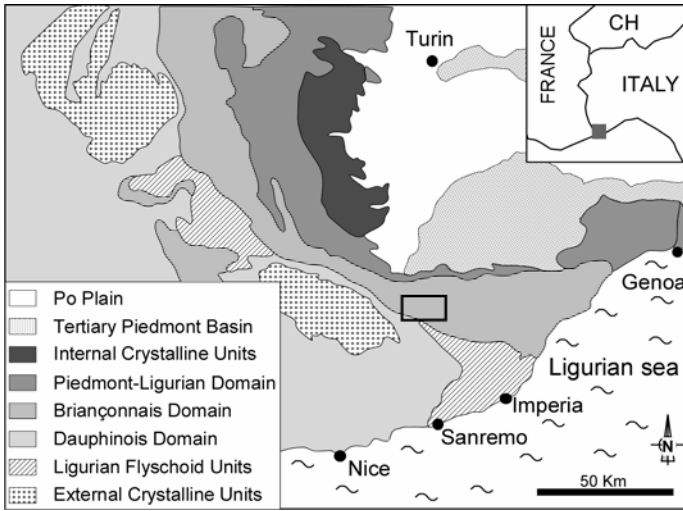 Turin
FRANCE
CH
ITALY
Genoa
Ligurian sea
Imperia
Sanremo
Nice
N
50 Km
Po Plain
Tertiary Piedmont Basin
Internal Crystalline Units
Piedmont-Ligurian Domain
Briançonnais Domain
Dauphinois Domain
Ligurian Flyschoid Units
External Crystalline Units